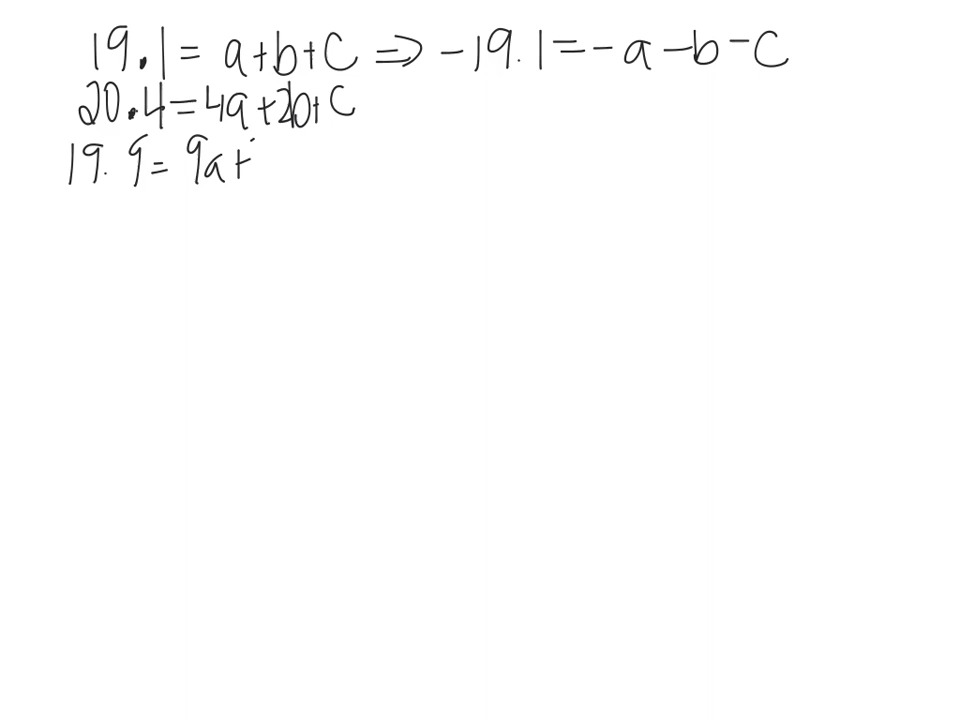 19.1 = a+b+c ⇒ -19.1 = -a-b-c
20.4 = 4a+2b+c
19.9 = 9a+